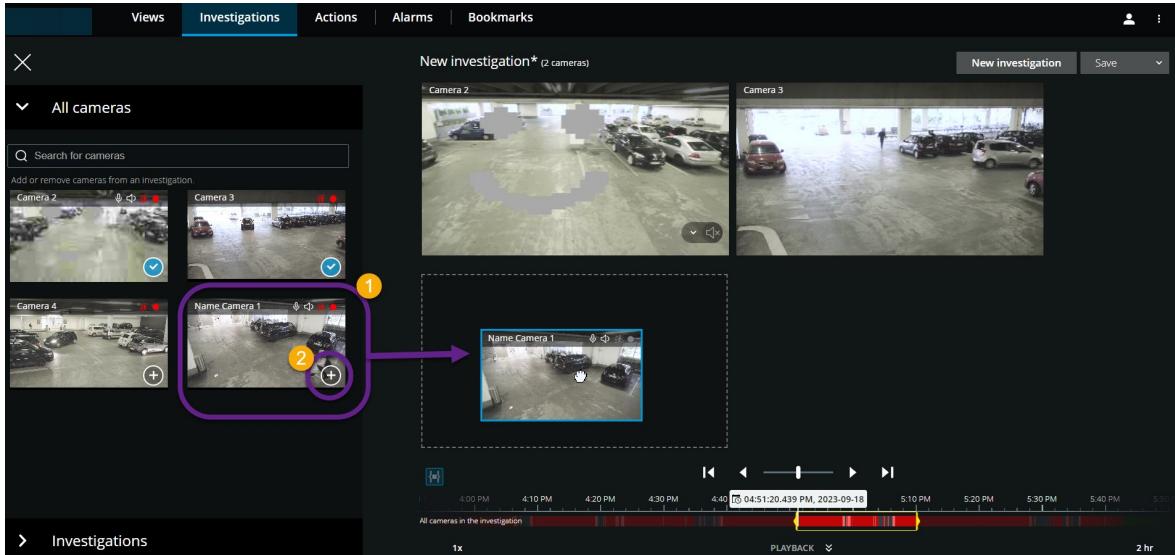 Views Investigations Actions Alarms Bookmarks
New investigation* (2 cameras)
New investigation Save
All cameras
Search for cameras
Add or remove cameras from an investigation.
Camera 2
Camera 3
Camera 4
Name Camera 1
1
2
Camera 2
Camera 3
Name Camera 1
4:00 PM 4:10 PM 4:20 PM 4:30 PM 4:40 04:51:20.439 PM, 2023-09-18 5:10 PM 5:20 PM 5:30 PM 5:40 PM
All cameras in the investigation
Investigations
1x PLAYBACK 2 hr